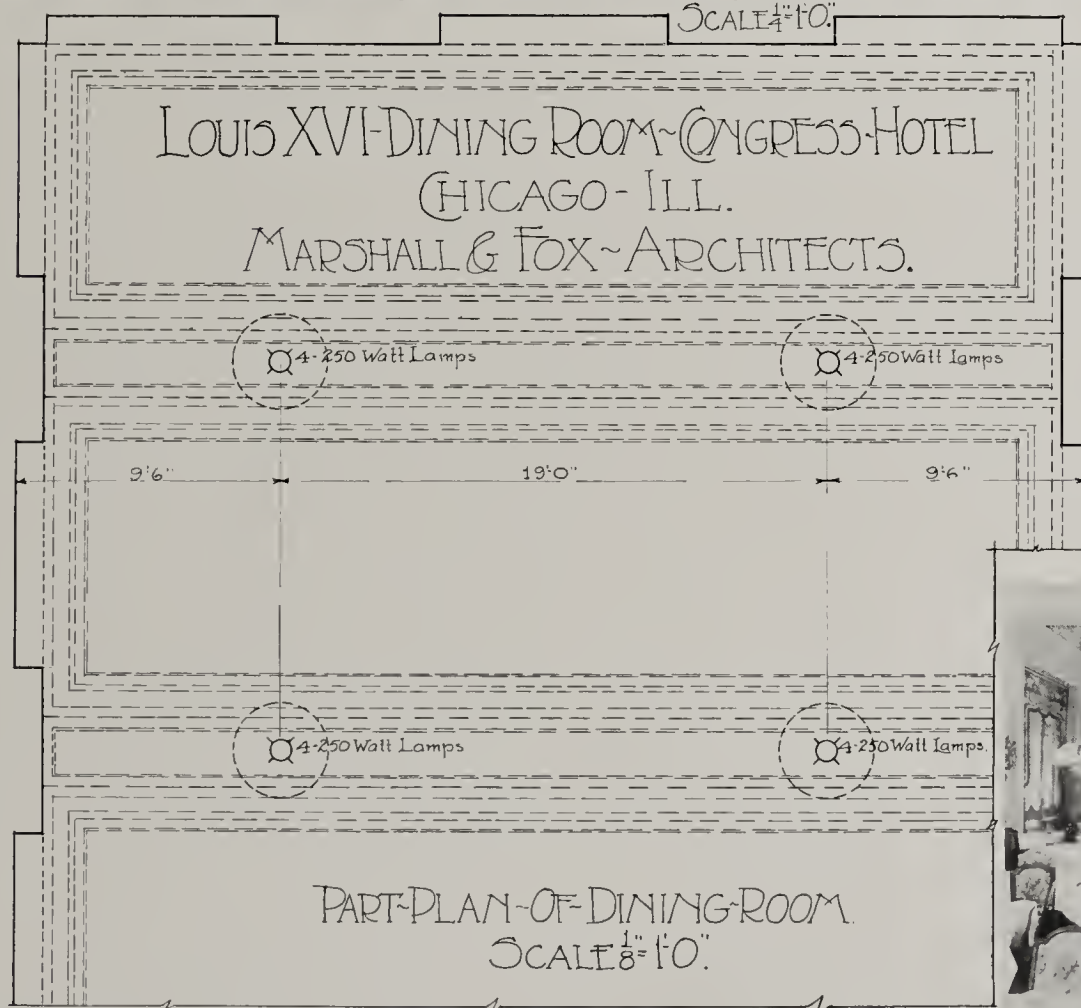 SCALE 1/4"=1'-0".
LOUIS XVI-DINING ROOM~CONGRESS-HOTEL
CHICAGO-ILL.
MARSHALL & FOX~ARCHITECTS.
4-250 Watt Lamps
4-250 Watt Lamps
9'6"
19'0"
9'6"
4-250 Watt Lamps
4-250 Watt Lamps.
PART-PLAN-OF-DINING-ROOM.
SCALE 1/8"=1'-0".